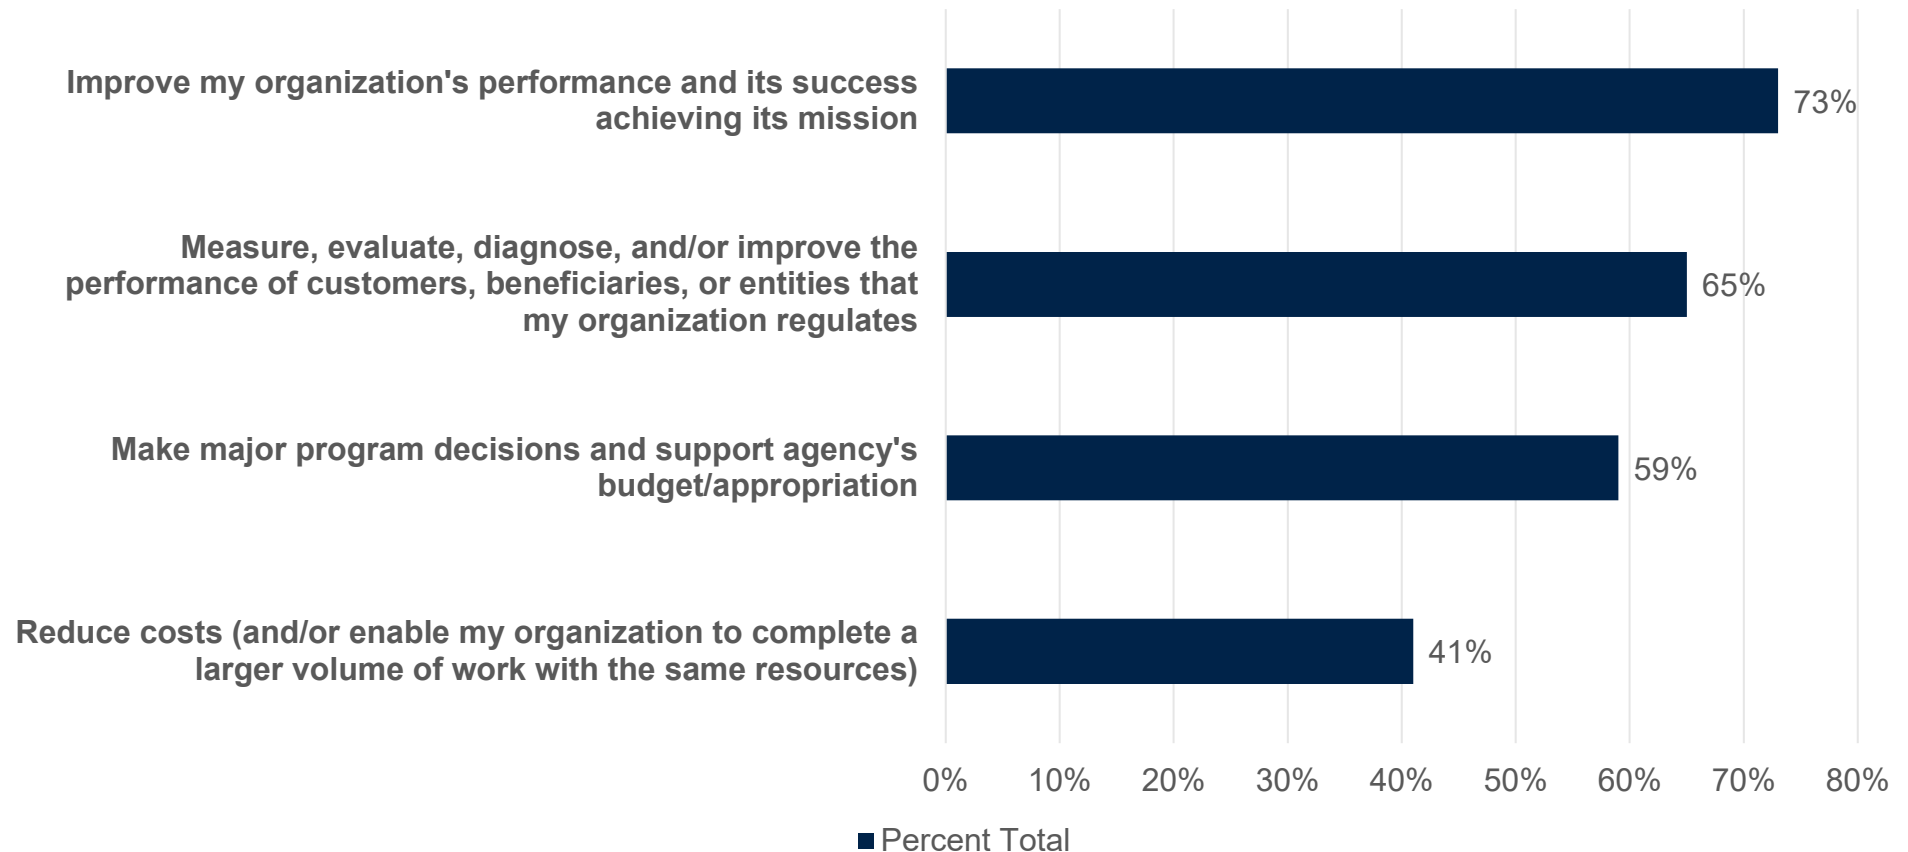 Improve my organization's performance and its success
achieving its mission
73%
Measure, evaluate, diagnose, and/or improve the
performance of customers, beneficiaries, or entities that
my organization regulates
65%
Make major program decisions and support agency's
budget/appropriation
59%
Reduce costs (and/or enable my organization to complete a
larger volume of work with the same resources)
41%
0% 10% 20% 30% 40% 50% 60% 70% 80%
Percent Total